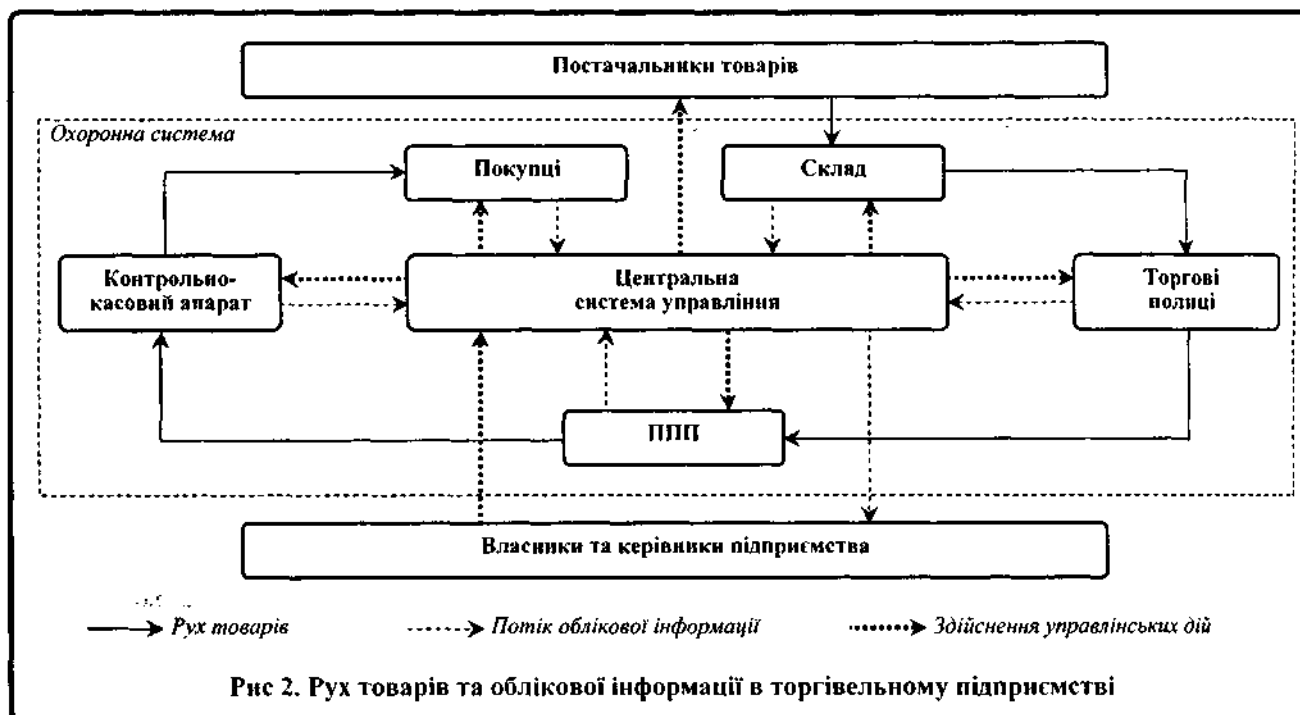 Постачальники товарів
Охоронна система
Покупці
Склад
Контрольно-
касовий апарат
Центральна
система управління
Торгові
полиці
ППП
Власники та керівники підприємства
Рух товарів
Потік облікової інформації
Здійснення управлінських дій
Рис 2. Рух товарів та облікової інформації в торгівельному підприємстві